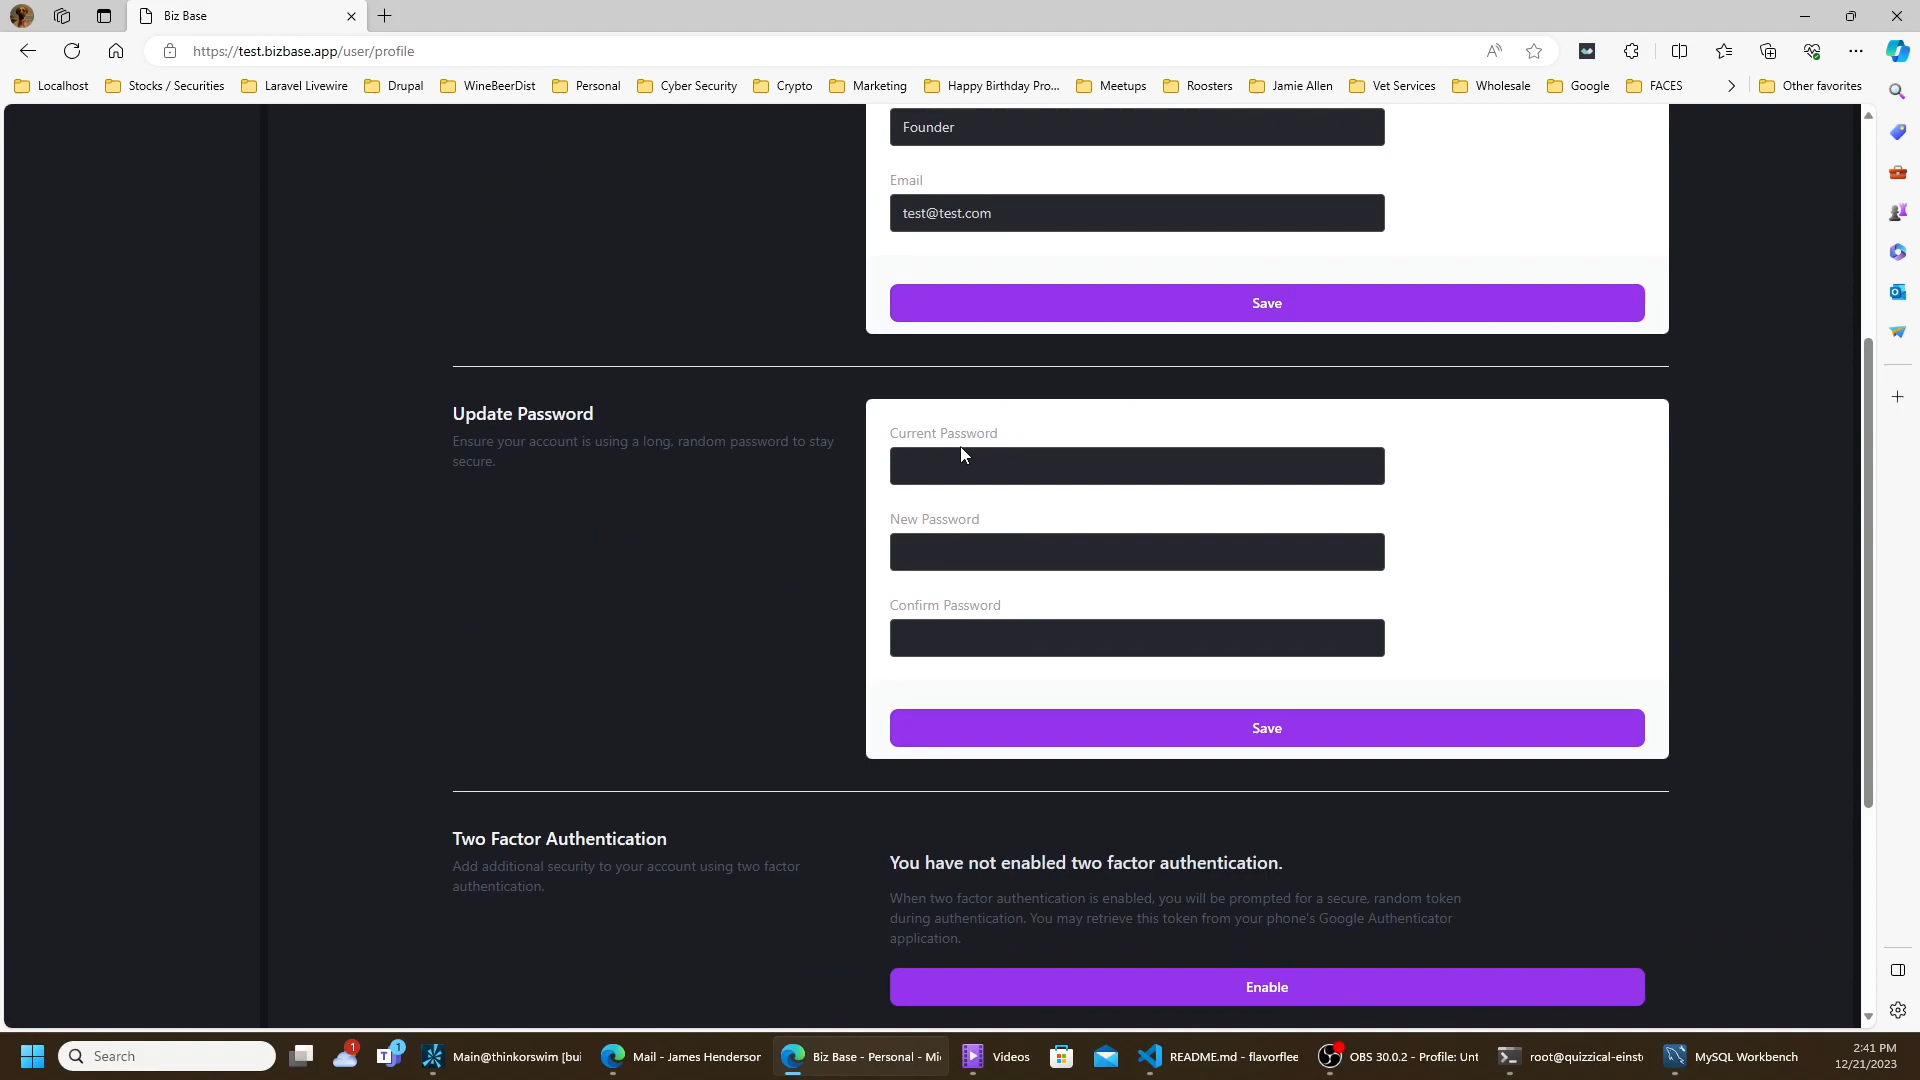 Biz Base
https://test.bizbase.app/user/profile
Localhost
Stocks / Securities
Laravel Livewire
Drupal
WineBeerDist
Personal
Cyber Security
Crypto
Marketing
Happy Birthday Pro...
Meetups
Roosters
Jamie Allen
Vet Services
Wholesale
Google
FACES
Other favorites
Founder
Email
test@test.com
Save
Update Password
Ensure your account is using a long, random password to stay
secure.
Current Password
New Password
Confirm Password
Save
Two Factor Authentication
Add additional security to your account using two factor
authentication.
You have not enabled two factor authentication.
When two factor authentication is enabled, you will be prompted for a secure, random token
during authentication. You may retrieve this token from your phone's Google Authenticator
application.
Enable
Search
1
1
Main@thinkorswim [bui
Mail - James Henderson
Biz Base - Personal - Mi
Videos
README.md - flavorflee
OBS 30.0.2 - Profile: Unt
root@quizzical-einst
MySQL Workbench
2:41 PM
12/21/2023